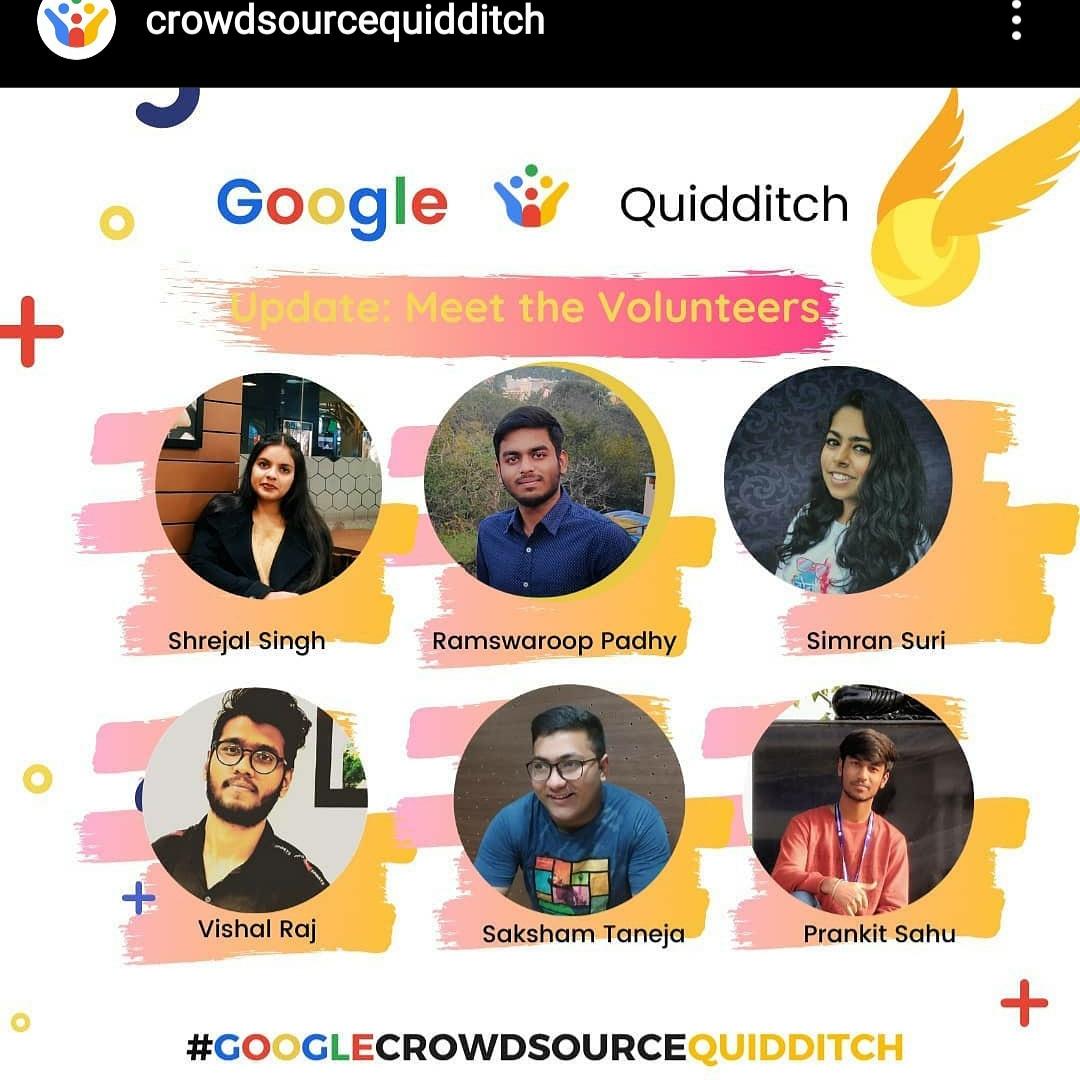 crowdsourcequidditch
Google Quidditch
Update: Meet the Volunteers
Shrejal Singh
Ramswaroop Padhy
Simran Suri
Vishal Raj
Saksham Taneja
Prankit Sahu
#GOOGLECROWDSOURCEQUIDDITCH